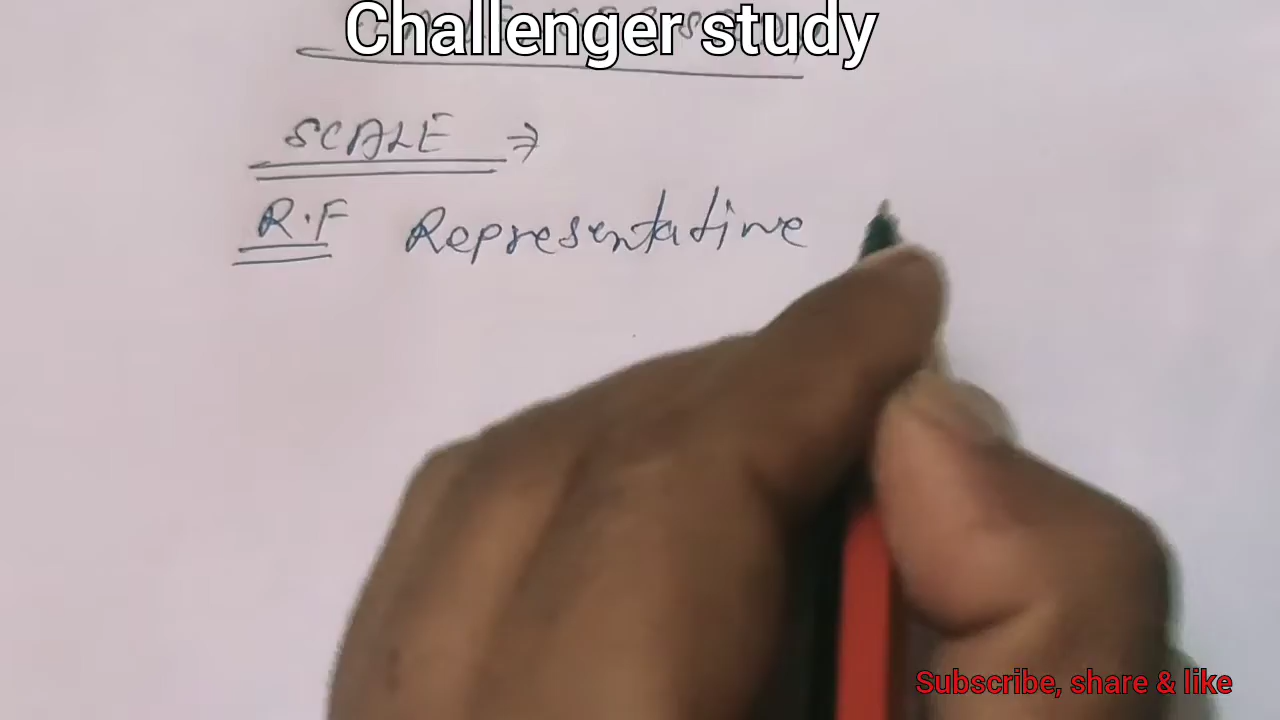 Challenger study
SCALE ⇒
R.F Representative
Subscribe, share & like